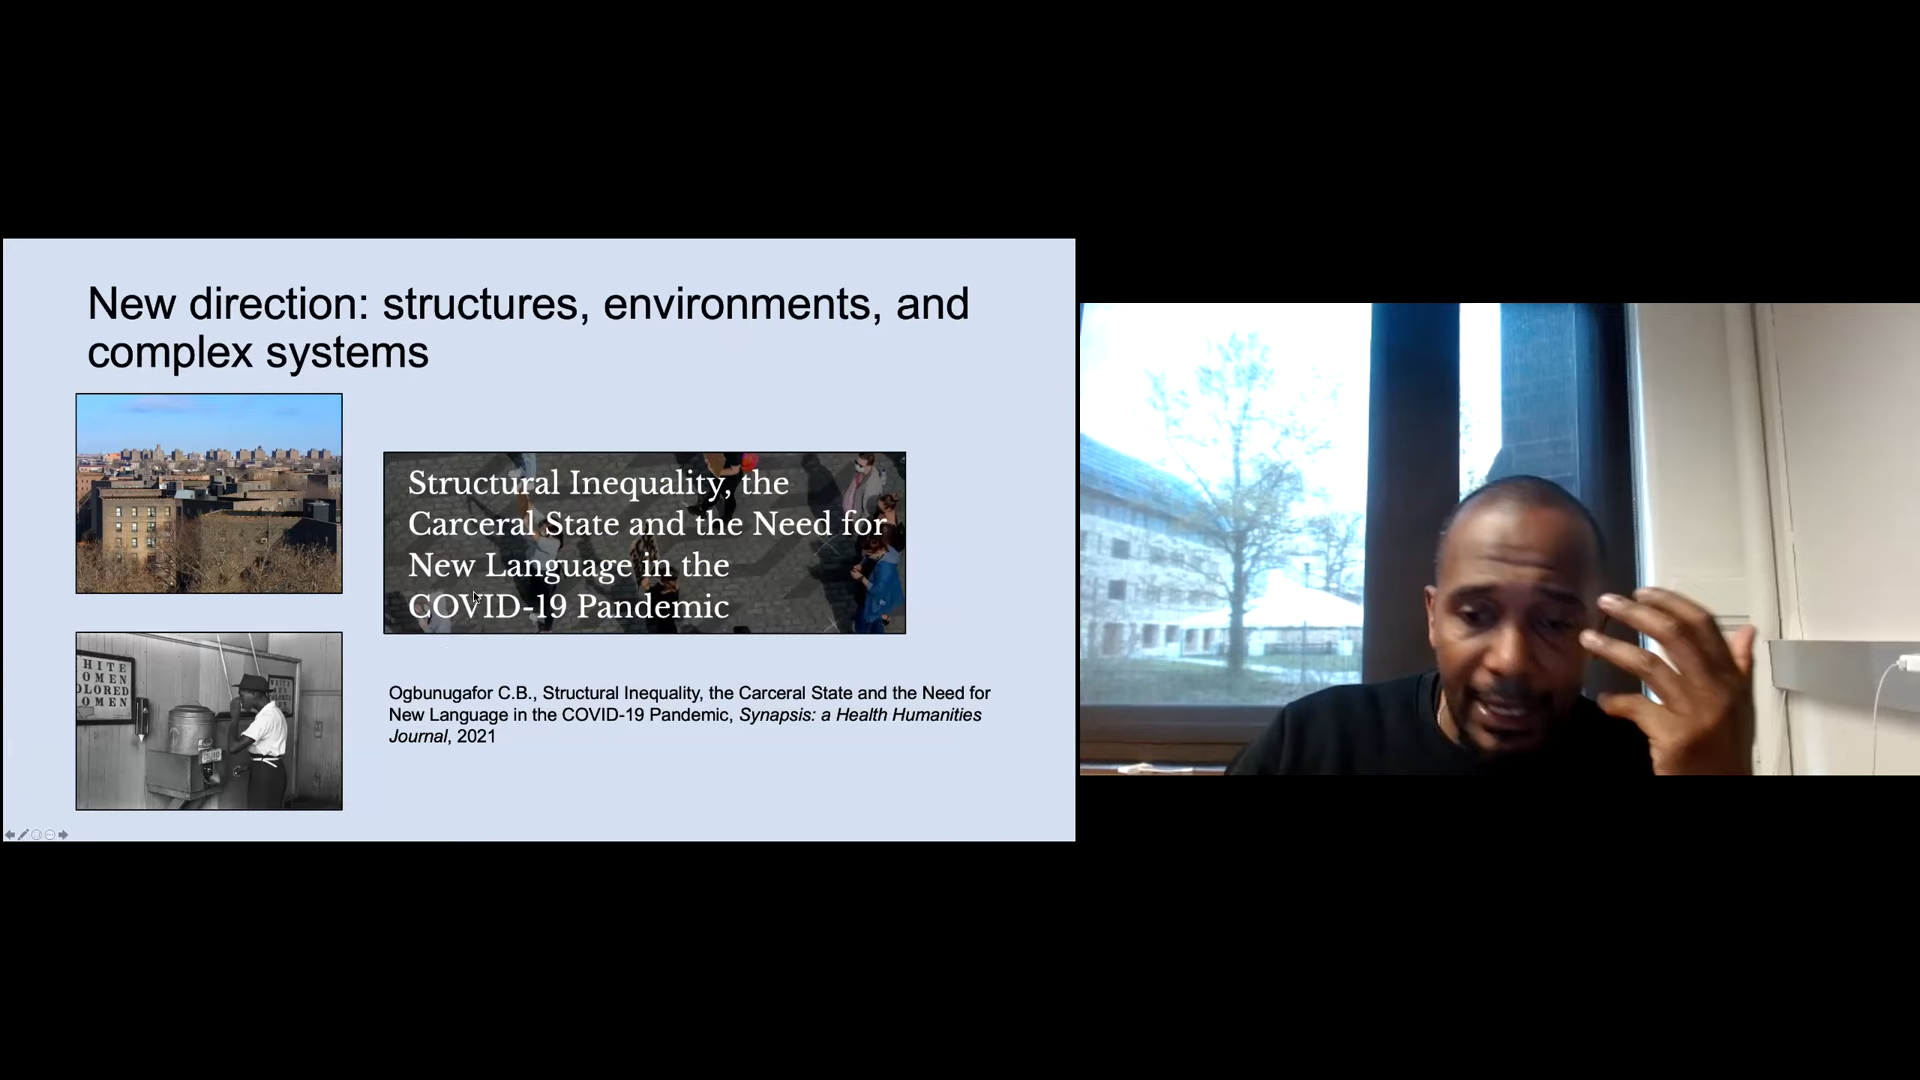 New direction: structures, environments, and
complex systems
Structural Inequality, the
Carceral State and the Need for
New Language in the
COVID-19 Pandemic
HITE
OMEN
OLORED
OMEN
Ogbunugafor C.B., Structural Inequality, the Carceral State and the Need for
New Language in the COVID-19 Pandemic, Synapsis: a Health Humanities
Journal, 2021